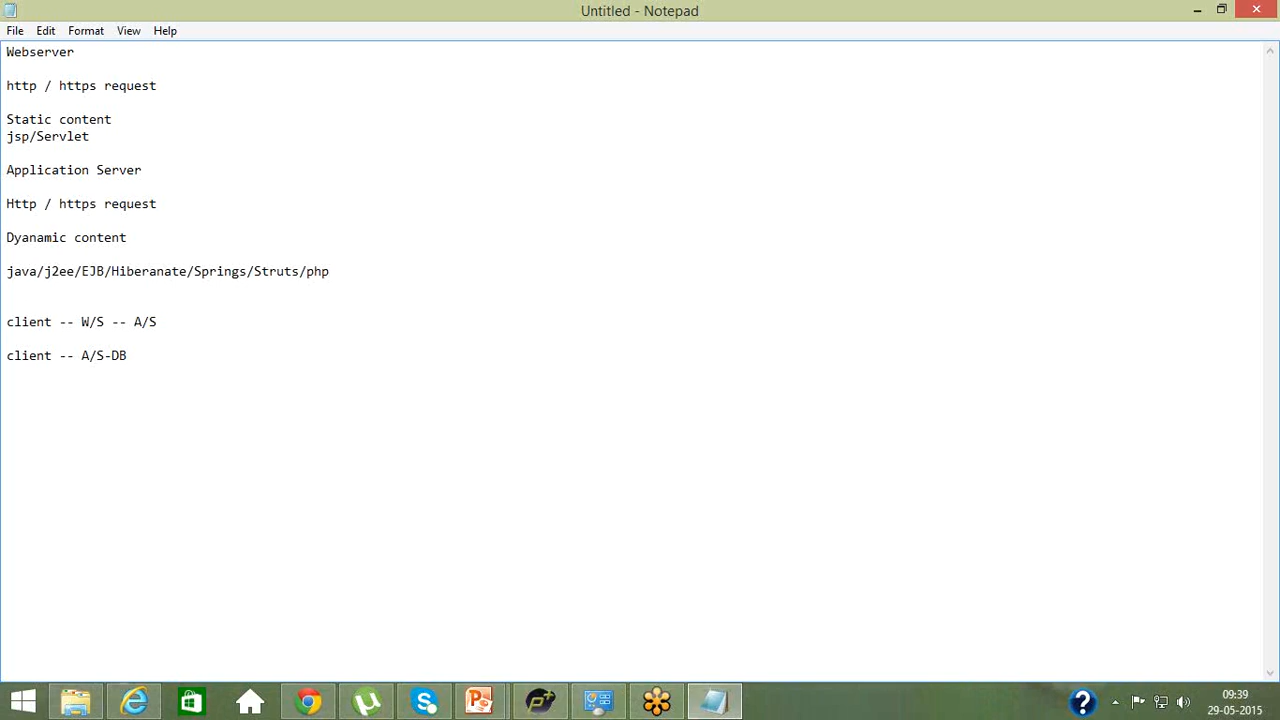 Untitled - Notepad
File Edit Format View Help
Webserver
http / https request
Static content
jsp/Servlet
Application Server
Http / https request
Dyanamic content
java/j2ee/EJB/Hiberanate/Springs/Struts/php
client -- W/S -- A/S
client -- A/S-DB
09:39
29-05-2015